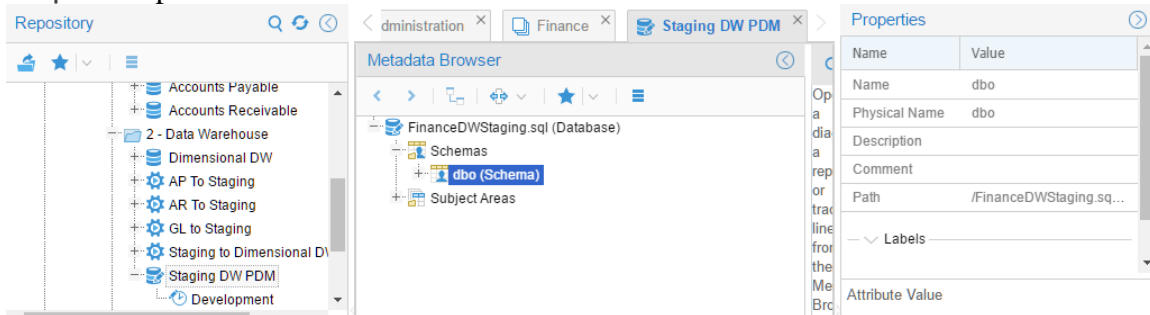 Repository
Accounts Payable
Accounts Receivable
2 - Data Warehouse
Dimensional DW
AP To Staging
AR To Staging
GL to Staging
Staging to Dimensional D
Staging DW PDM
Development
dministration
Finance
Staging DW PDM
Metadata Browser
FinanceDWStaging.sql (Database)
Schemas
dbo (Schema)
Subject Areas
Op
a
dia
a
rep
or
trac
line
from
the
Me
Bro
Properties
Name Value
Name dbo
Physical Name dbo
Description
Comment
Path /FinanceDWStaging.sq...
Labels
Attribute Value